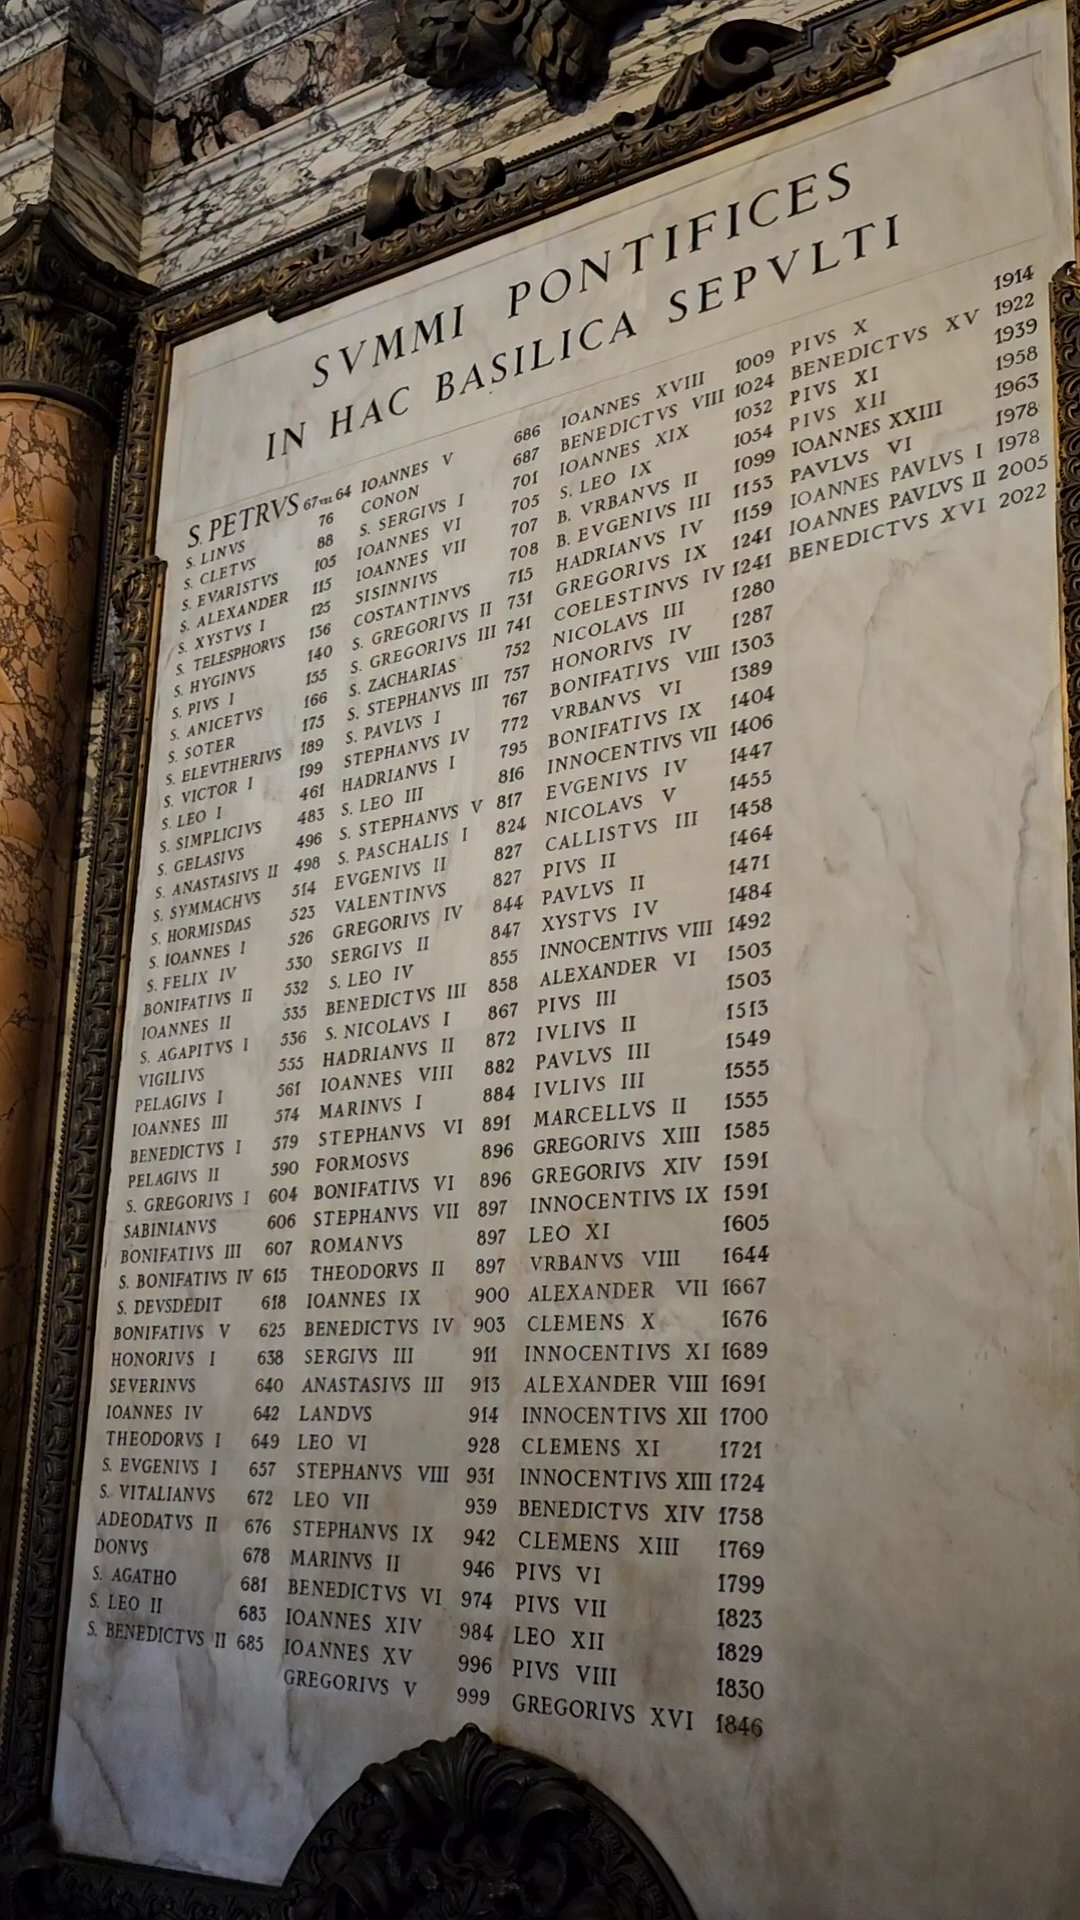 SVMMI PONTIFICES
IN HAC BASILICA SEPVLTI
S. PETRVS 67 vel 64
S. LINVS 76
S. CLETVS 88
S. EVARISTVS 105
S. ALEXANDER 115
S. XYSTVS I 125
S. TELESPHORVS 136
S. HYGINVS 140
S. PIVS I 155
S. ANICETVS 166
S. SOTER 175
S. ELEVTHERIVS 189
S. VICTOR I 199
S. LEO I 461
S. SIMPLICIVS 483
S. GELASIVS 496
S. ANASTASIVS II 498
S. SYMMACHVS 514
S. HORMISDAS 523
S. IOANNES I 526
S. FELIX IV 530
BONIFATIVS II 532
IOANNES II 535
S. AGAPITVS I 536
VIGILIVS 555
PELAGIVS I 561
IOANNES III 574
BENEDICTVS I 579
PELAGIVS II 590
S. GREGORIVS I 604
SABINIANVS 606
BONIFATIVS III 607
S. BONIFATIVS IV 615
S. DEVSDEDIT 618
BONIFATIVS V 625
HONORIVS I 638
SEVERINVS 640
IOANNES IV 642
THEODORVS I 649
S. EVGENIVS I 657
S. VITALIANVS 672
ADEODATVS II 676
DONVS 678
S. AGATHO 681
S. LEO II 683
S. BENEDICTVS II 685
IOANNES V 686
CONON 687
S. SERGIVS I 701
IOANNES VI 705
IOANNES VII 707
SISINNIVS 708
COSTANTINVS 715
S. GREGORIVS II 731
S. GREGORIVS III 741
S. ZACHARIAS 752
S. STEPHANVS III 757
S. PAVLVS I 767
STEPHANVS IV 772
HADRIANVS I 795
S. LEO III 816
S. STEPHANVS V 817
S. PASCHALIS I 824
EVGENIVS II 827
VALENTINVS 827
GREGORIVS IV 844
SERGIVS II 847
S. LEO IV 855
BENEDICTVS III 858
S. NICOLAVS I 867
HADRIANVS II 872
IOANNES VIII 882
MARINVS I 884
STEPHANVS VI 891
FORMOSVS 896
BONIFATIVS VI 896
STEPHANVS VII 897
ROMANVS 897
THEODORVS II 897
IOANNES IX 900
BENEDICTVS IV 903
SERGIVS III 911
ANASTASIVS III 913
LANDVS 914
LEO VI 928
STEPHANVS VIII 931
LEO VII 939
STEPHANVS IX 942
MARINVS II 946
BENEDICTVS VI 974
IOANNES XIV 984
IOANNES XV 996
GREGORIVS V 999
IOANNES XVIII 1009
BENEDICTVS VIII 1024
IOANNES XIX 1032
S. LEO IX 1054
B. VRBANVS II 1099
B. EVGENIVS III 1153
HADRIANVS IV 1159
GREGORIVS IX 1241
COELESTINVS IV 1241
NICOLAVS III 1280
HONORIVS IV 1287
BONIFATIVS VIII 1303
VRBANVS VI 1389
BONIFATIVS IX 1404
INNOCENTIVS VII 1406
EVGENIVS IV 1447
NICOLAVS V 1455
CALLISTVS III 1458
PIVS II 1464
PAVLVS II 1471
XYSTVS IV 1484
INNOCENTIVS VIII 1492
ALEXANDER VI 1503
PIVS III 1503
IVLIVS II 1513
PAVLVS III 1549
IVLIVS III 1555
MARCELLVS II 1555
GREGORIVS XIII 1585
GREGORIVS XIV 1591
INNOCENTIVS IX 1591
LEO XI 1605
VRBANVS VIII 1644
ALEXANDER VII 1667
CLEMENS X 1676
INNOCENTIVS XI 1689
ALEXANDER VIII 1691
INNOCENTIVS XII 1700
CLEMENS XI 1721
INNOCENTIVS XIII 1724
BENEDICTVS XIV 1758
CLEMENS XIII 1769
PIVS VI 1799
PIVS VII 1823
LEO XII 1829
PIVS VIII 1830
GREGORIVS XVI 1846
PIVS X 1914
BENEDICTVS XV 1922
PIVS XI 1939
PIVS XII 1958
IOANNES XXIII 1963
PAVLVS VI 1978
IOANNES PAVLVS I 1978
IOANNES PAVLVS II 2005
BENEDICTVS XVI 2022